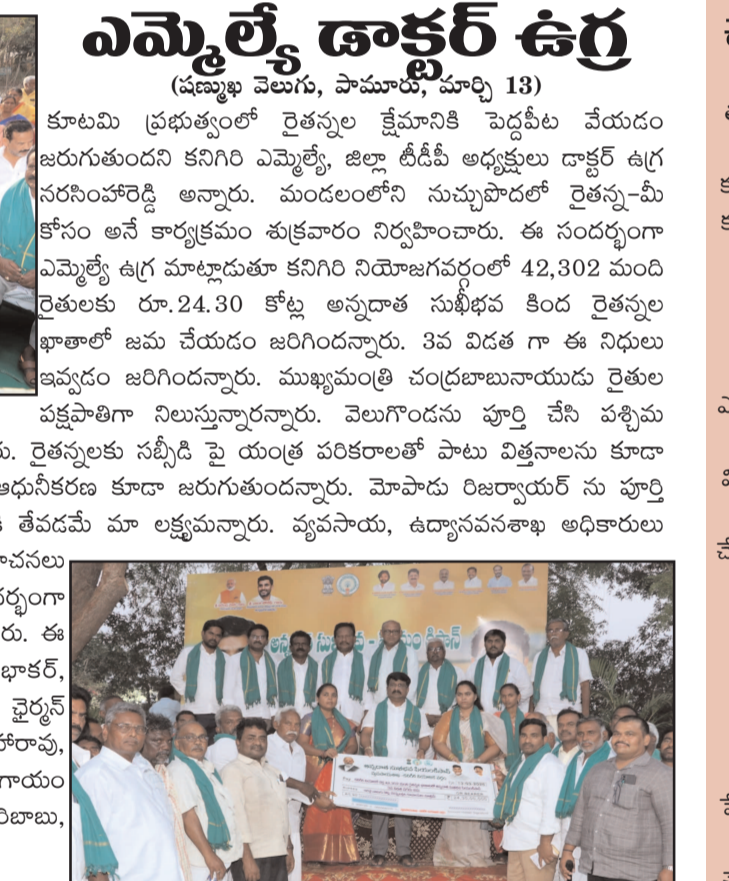 ఎమ్మెల్యే డాక్టర్ ఉగ్ర
(షణ్ముఖ వెలుగు, పామూరు, మార్చి 13)
కూటమి ప్రభుత్వంలో రైతన్నల క్షేమానికి పెద్దపీట వేయడం
జరుగుతుందని కనిగిరి ఎమ్మెల్యే, జిల్లా టీడీపీ అధ్యక్షులు డాక్టర్ ఉగ్ర
నరసింహారెడ్డి అన్నారు. మండలంలోని నుచ్చుపొదలో రైతన్న-మీ
కోసం అనే కార్యక్రమం శుక్రవారం నిర్వహించారు. ఈ సందర్భంగా
ఎమ్మెల్యే ఉగ్ర మాట్లాడుతూ కనిగిరి నియోజగవర్గంలో 42,302 మంది
రైతులకు రూ.24.30 కోట్ల అన్నదాత సుఖీభవ కింద రైతన్నల
ఖాతాలో జమ చేయడం జరిగిందన్నారు. 3వ విడత గా ఈ నిధులు
ఇవ్వడం జరిగిందన్నారు. ముఖ్యమంత్రి చంద్రబాబునాయుడు రైతుల
పక్షపాతిగా నిలుస్తున్నారన్నారు. వెలుగొండను పూర్తి చేసి పశ్చిమ
రు. రైతన్నలకు సబ్సీడి పై యంత్ర పరికరాలతో పాటు విత్తనాలను కూడా
ఆధునీకరణ కూడా జరుగుతుందన్నారు. మోపాడు రిజర్వాయర్ ను పూర్తి
తేవడమే మా లక్ష్యమన్నారు. వ్యవసాయ, ఉద్యానవనశాఖ అధికారులు
చనలు
ర్భంగా
రు. ఈ
భాకర్,
ఛైర్మన్
హారావు,
గాయం
రిబాబు,